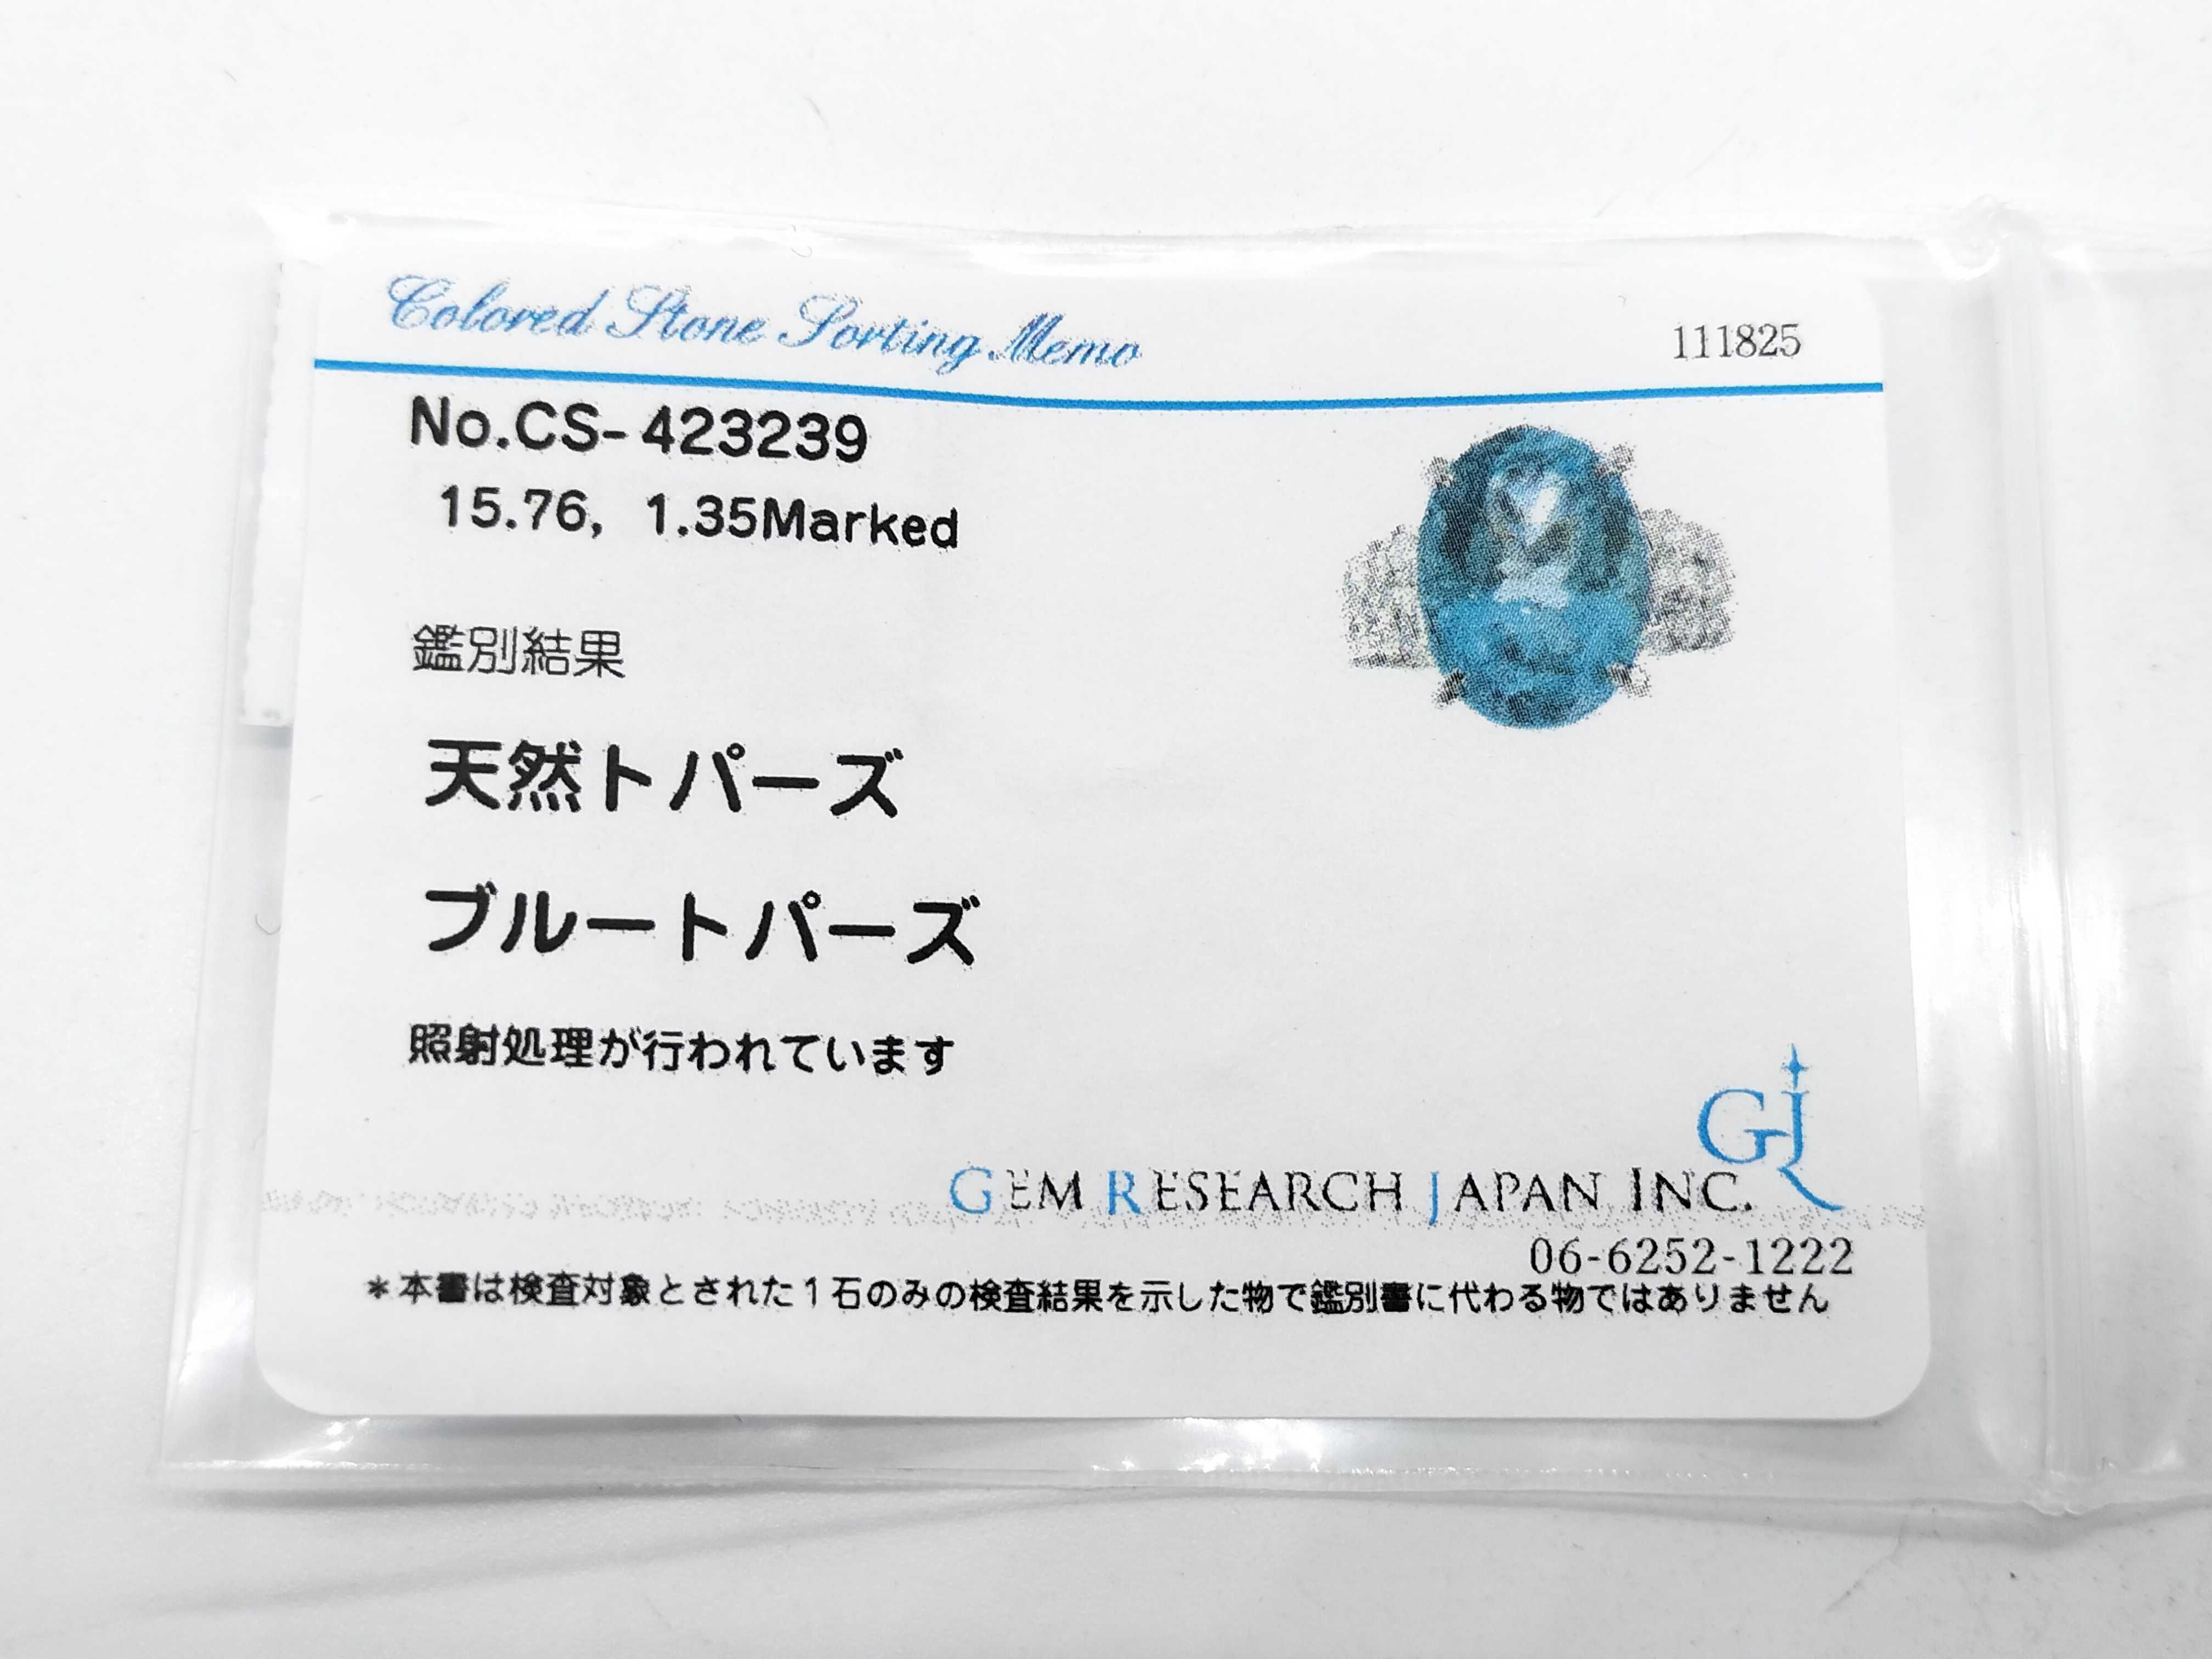 Colored Stone Sorting Memo
111825
No.CS-423239
15.76, 1.35Marked
鑑別結果
天然トパーズ
ブルートパーズ
照射処理が行われています
GJR
GEM RESEARCH JAPAN INC.
06-6252-1222
*本書は検査対象とされた1石のみの検査結果を示した物で鑑別書に代わる物ではありません